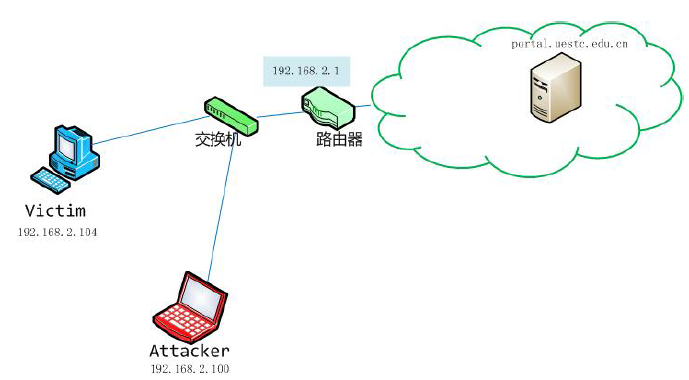 portal.uestc.edu.cn
192.168.2.1
交换机
路由器
Victim
192.168.2.104
Attacker
192.168.2.100